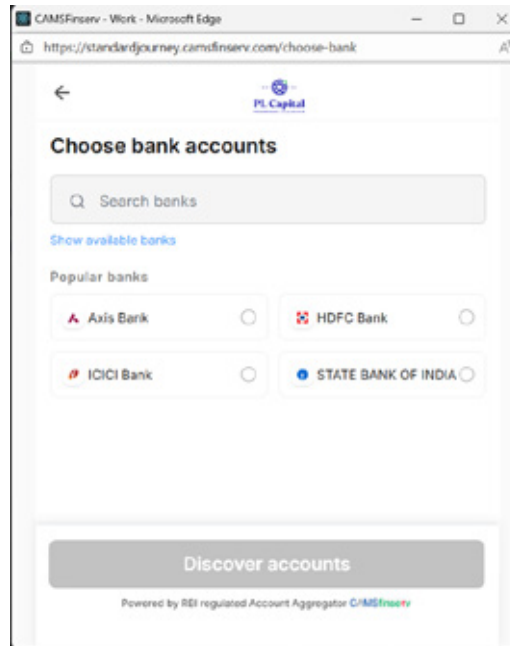 CAMSFinserv - Work - Microsoft Edge
https://standardjourney.camsfinserv.com/choose-bank
PL Capital
Choose bank accounts
Search banks
Show available banks
Popular banks
Axis Bank
HDFC Bank
ICICI Bank
STATE BANK OF INDIA
Discover accounts
Powered by RBI regulated Account Aggregator CAMSfinserv